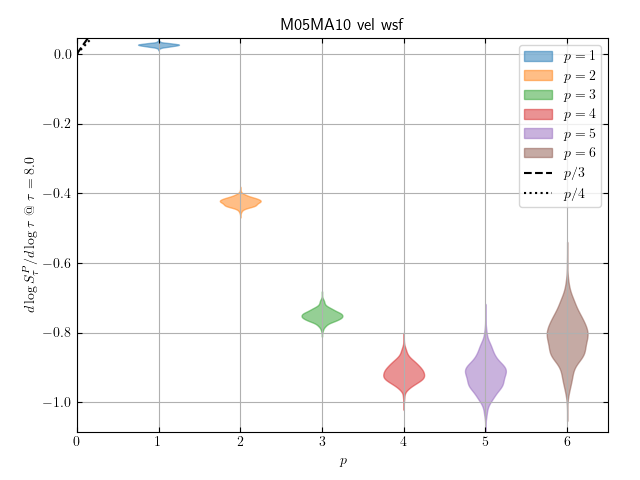 M05MA10 vel wsf
0.0
−0.2
−0.4
−0.6
−0.8
−1.0
d log S_τ^P / d log τ @ τ = 8.0
0 1 2 3 4 5 6
p
p = 1
p = 2
p = 3
p = 4
p = 5
p = 6
p/3
p/4